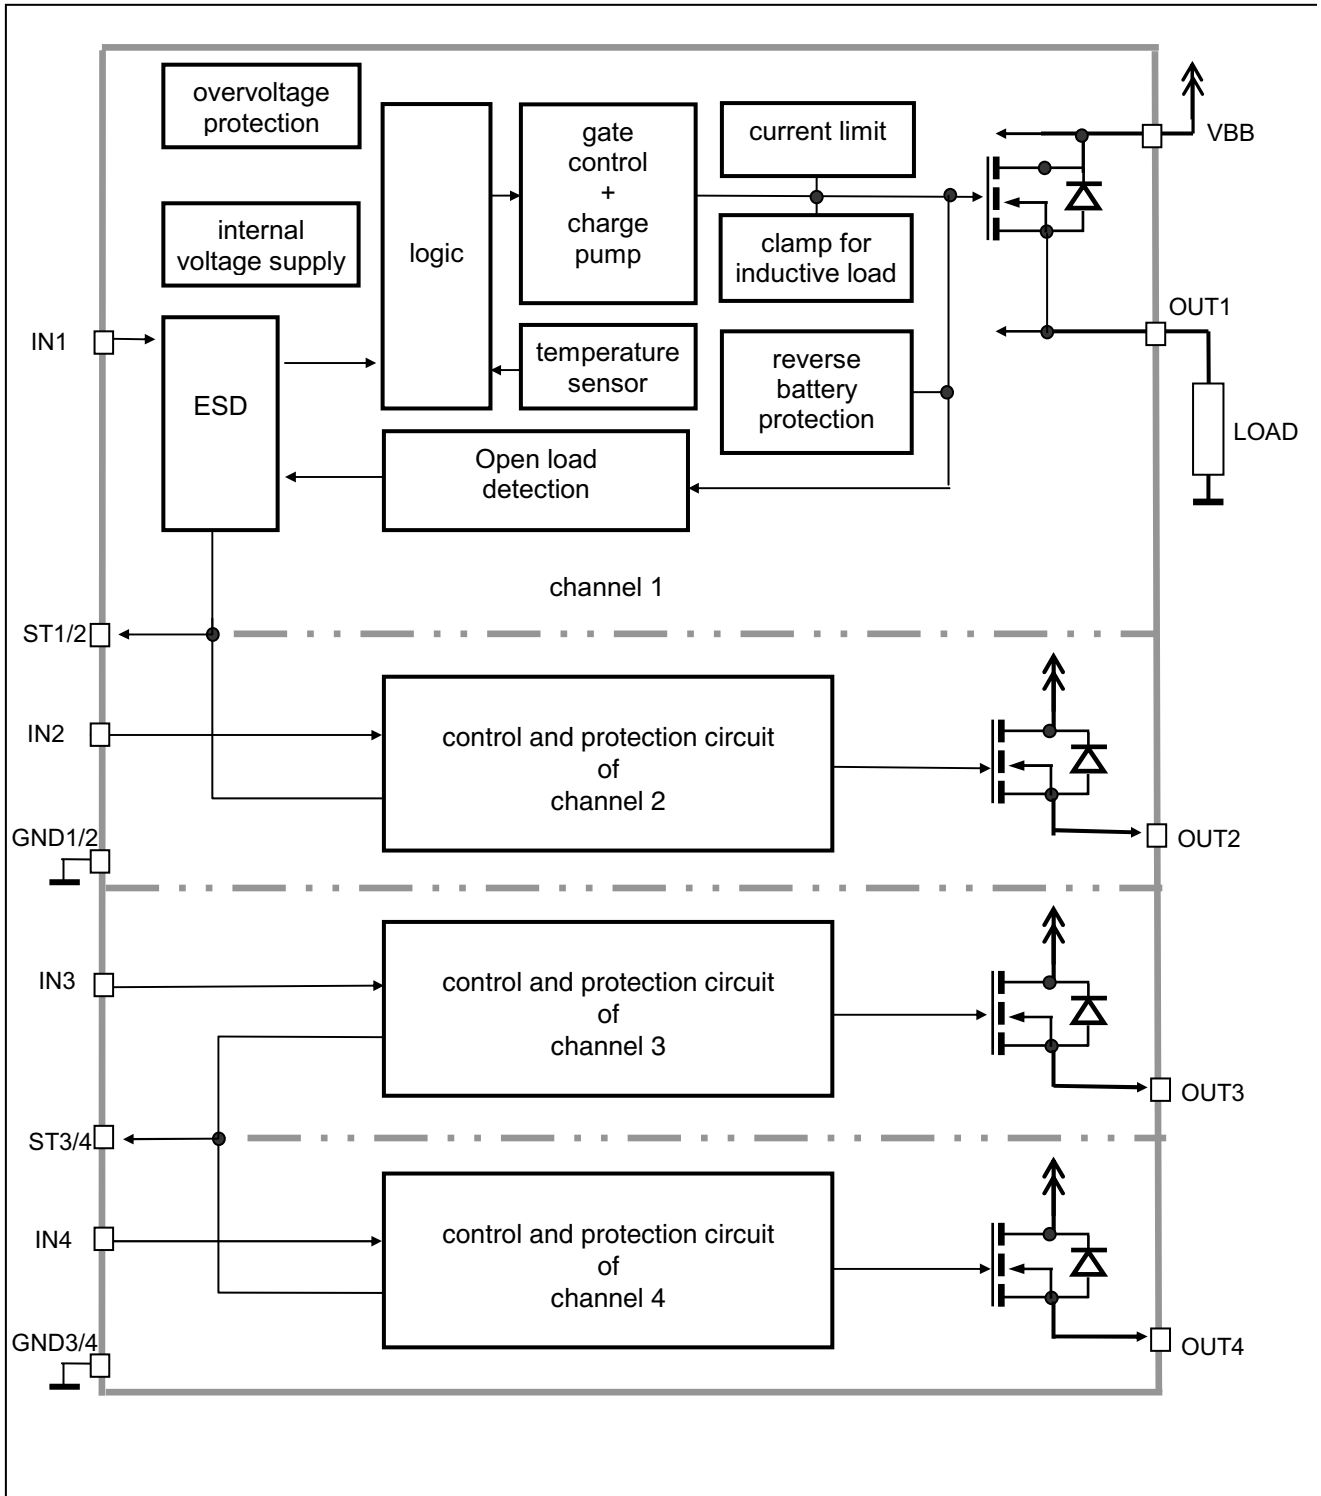 overvoltage
protection
gate
control
+
charge
pump
current limit
VBB
internal
voltage supply
logic
clamp for
inductive load
OUT1
IN1
temperature
sensor
reverse
battery
protection
ESD
LOAD
Open load
detection
channel 1
ST1/2
IN2
control and protection circuit
of
channel 2
GND1/2
OUT2
IN3
control and protection circuit
of
channel 3
OUT3
ST3/4
IN4
control and protection circuit
of
channel 4
GND3/4
OUT4